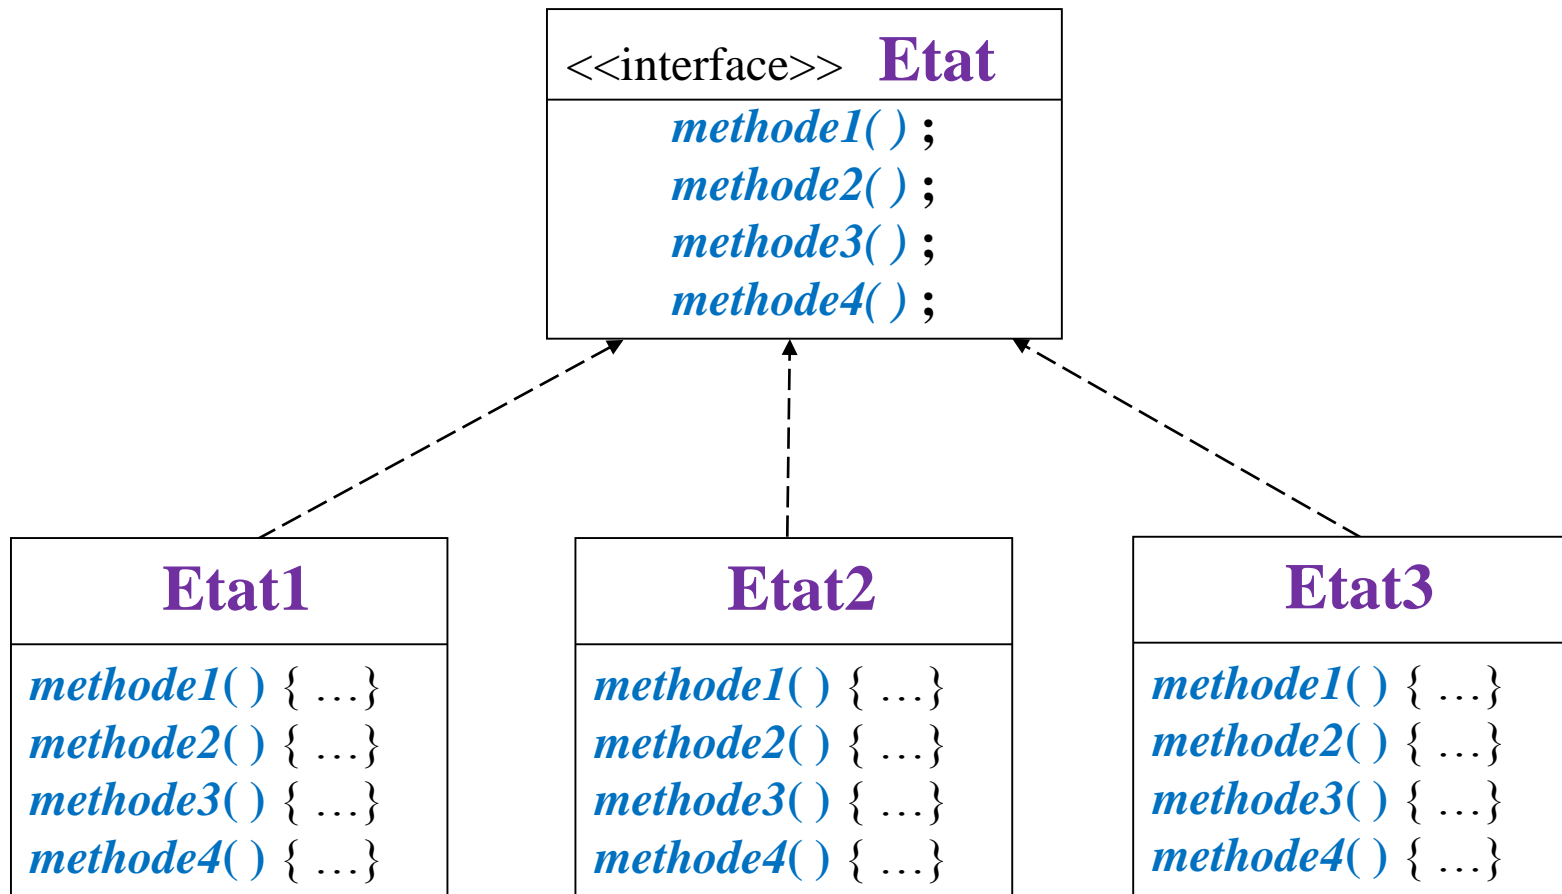 <<interface>> Etat
methode1( ) ;
methode2( ) ;
methode3( ) ;
methode4( ) ;
Etat1
methode1( ) { …}
methode2( ) { …}
methode3( ) { …}
methode4( ) { …}
Etat2
methode1( ) { …}
methode2( ) { …}
methode3( ) { …}
methode4( ) { …}
Etat3
methode1( ) { …}
methode2( ) { …}
methode3( ) { …}
methode4( ) { …}